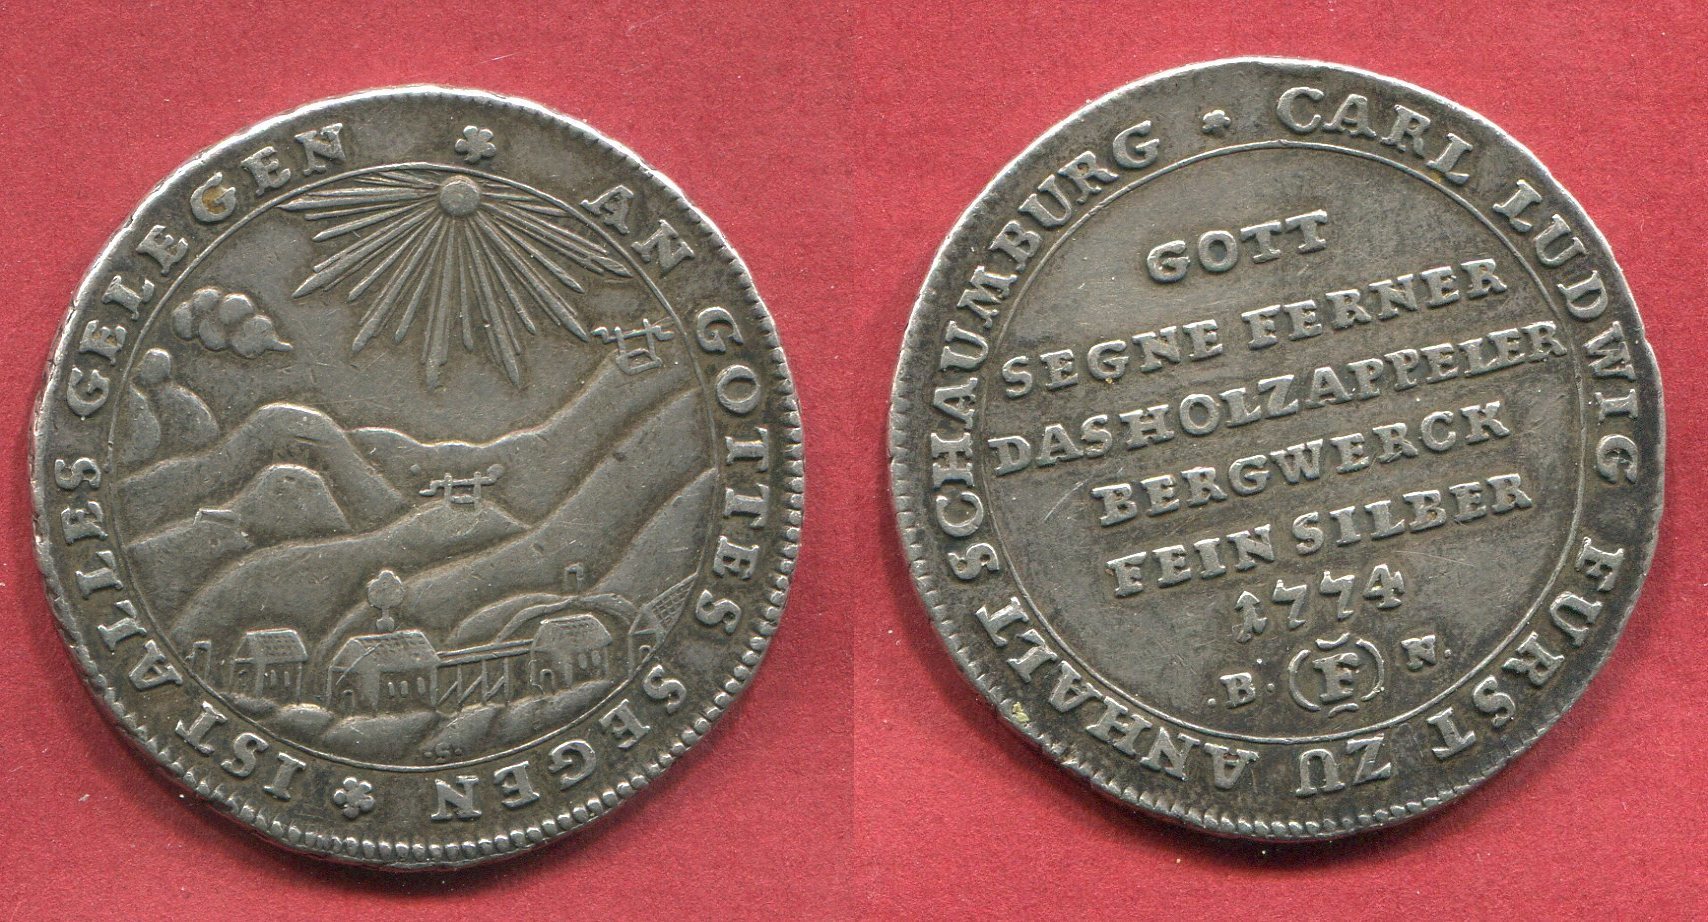 AN GOTTES SEGEN
IST ALLES GELEGEN
.S.
CARL LUDWIG FURST ZU ANHALT SCHAUMBURG
GOTT
SEGNE FERNER
DAS HOLZAPPELER
BERGWERCK
FEIN SILBER
1774
.B. (F) N.